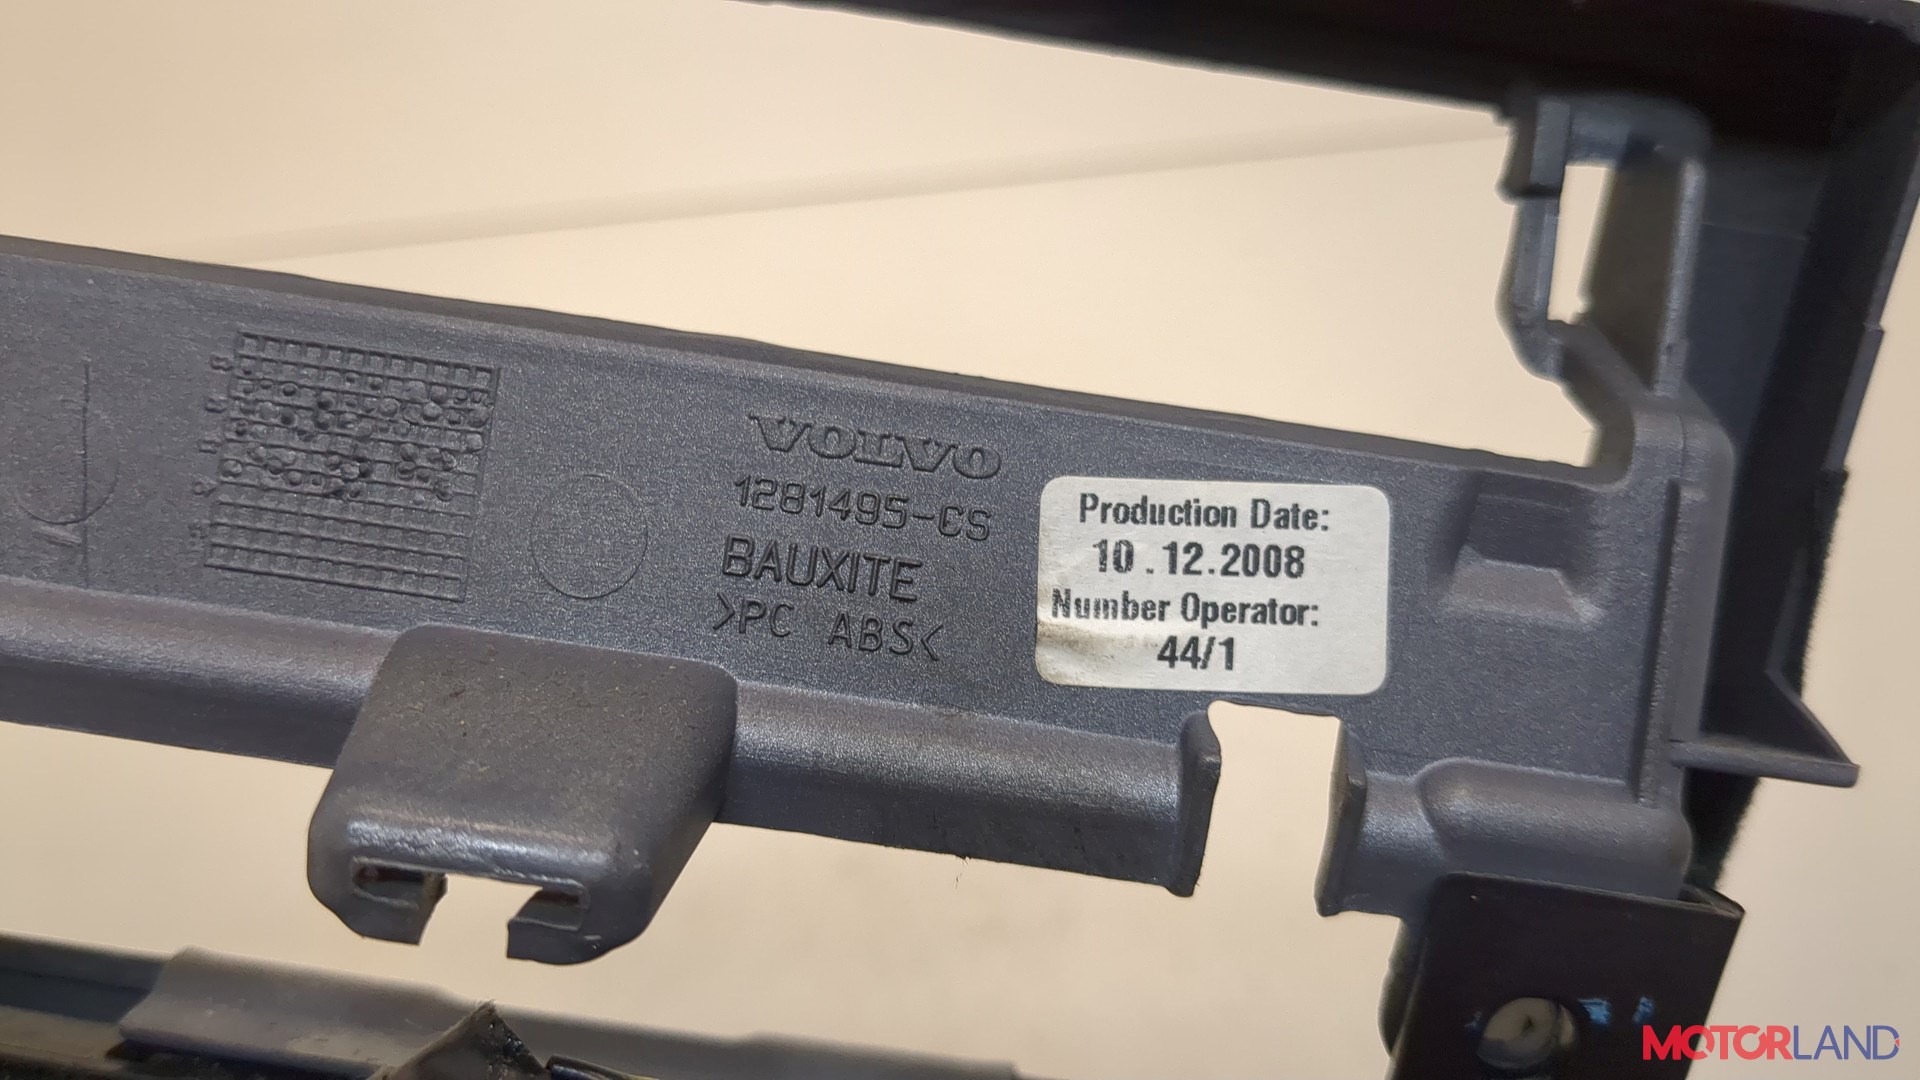 VOLVO
1281495-CS
BAUXITE
>PC ABS<
Production Date:
10.12.2008
Number Operator:
44/1
MOTORLAND